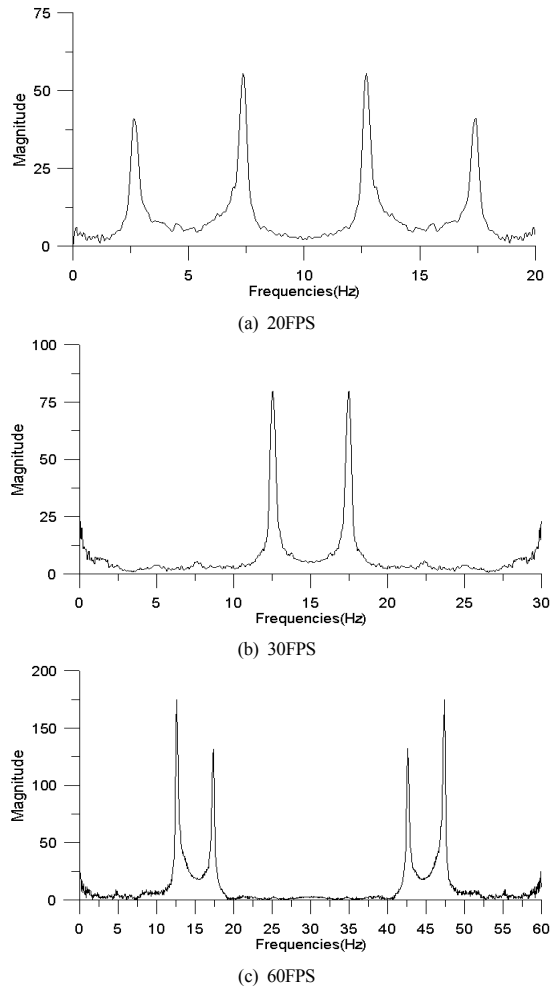 75
50
25
0
Magnitude
0 5 10 15 20
Frequencies(Hz)
(a) 20FPS
100
75
50
25
0
Magnitude
0 5 10 15 20 25 30
Frequencies(Hz)
(b) 30FPS
200
150
100
50
0
Magnitude
0 5 10 15 20 25 30 35 40 45 50 55 60
Frequencies(Hz)
(c) 60FPS